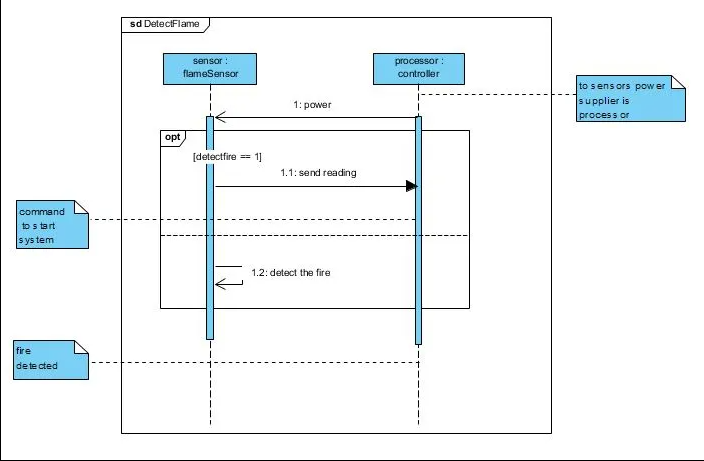 sd DetectFlame
sensor :
flameSensor
processor :
controller
to sensors power
supplier is
processor
1: power
opt
[detectfire == 1]
1.1: send reading
command
to start
system
1.2: detect the fire
fire
detected